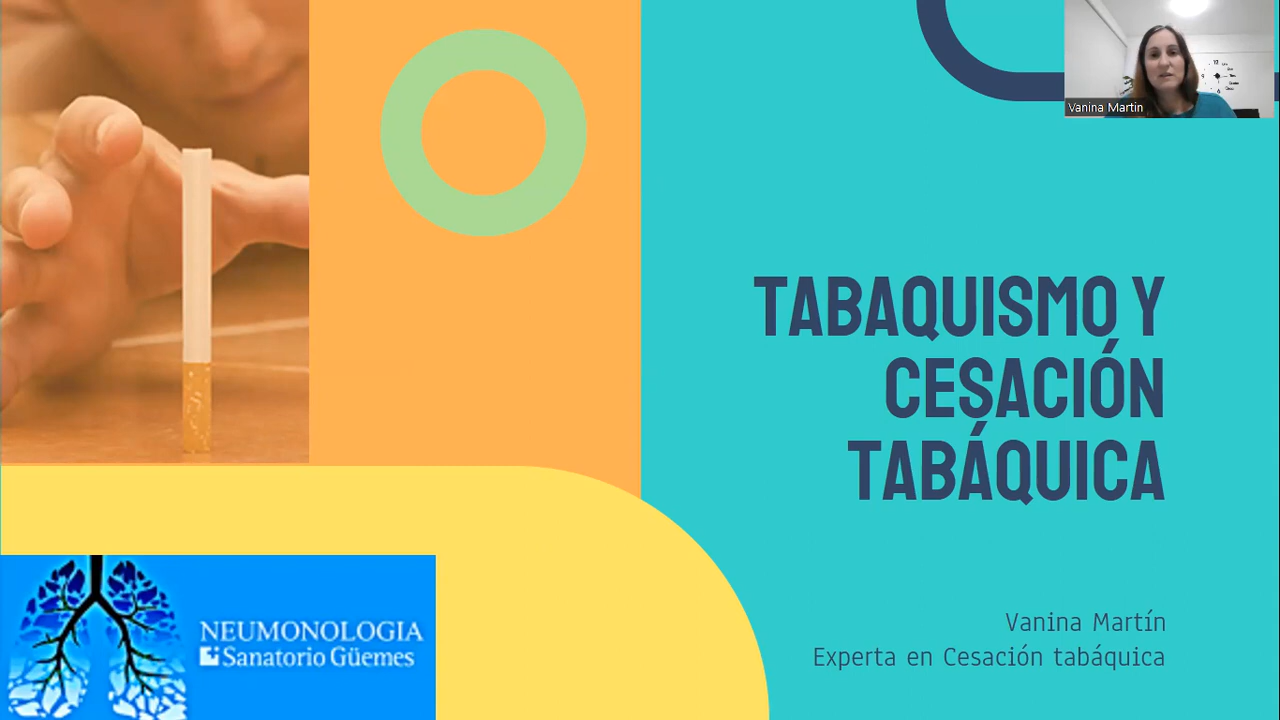 Vanina Martin
TABAQUISMO Y
CESACIÓN
TABÁQUICA
Vanina Martín
Experta en Cesación tabáquica
NEUMONOLOGIA
Sanatorio Güemes